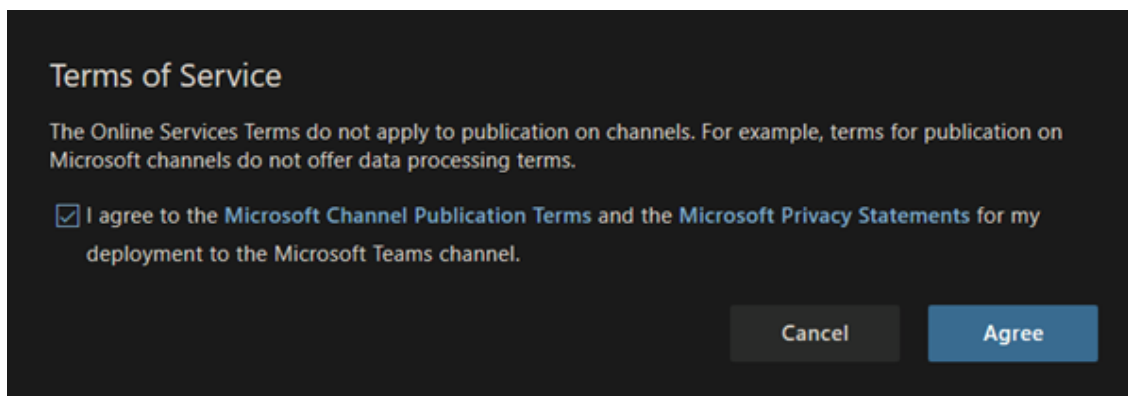 Terms of Service
The Online Services Terms do not apply to publication on channels. For example, terms for publication on
Microsoft channels do not offer data processing terms.
I agree to the Microsoft Channel Publication Terms and the Microsoft Privacy Statements for my
deployment to the Microsoft Teams channel.
Cancel Agree